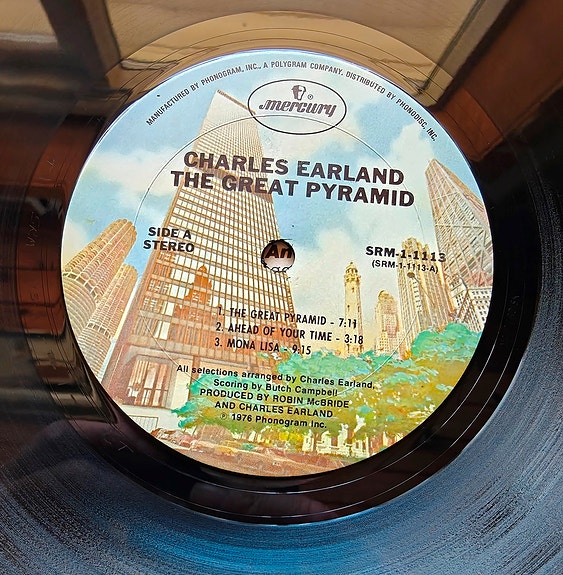 MANUFACTURED BY PHONOGRAM, INC., A POLYGRAM COMPANY, DISTRIBUTED BY PHONODISC, INC.
mercury®
CHARLES EARLAND
THE GREAT PYRAMID
SIDE A
STEREO
SRM-1-1113
(SRM-1-1113-A)
An
1. THE GREAT PYRAMID - 7:11
2. AHEAD OF YOUR TIME - 3:18
3. MONA LISA - 9:15
All selections arranged by Charles Earland,
Scoring by Butch Campbell
PRODUCED BY ROBIN McBRIDE
AND CHARLES EARLAND
℗ 1976 Phonogram Inc.